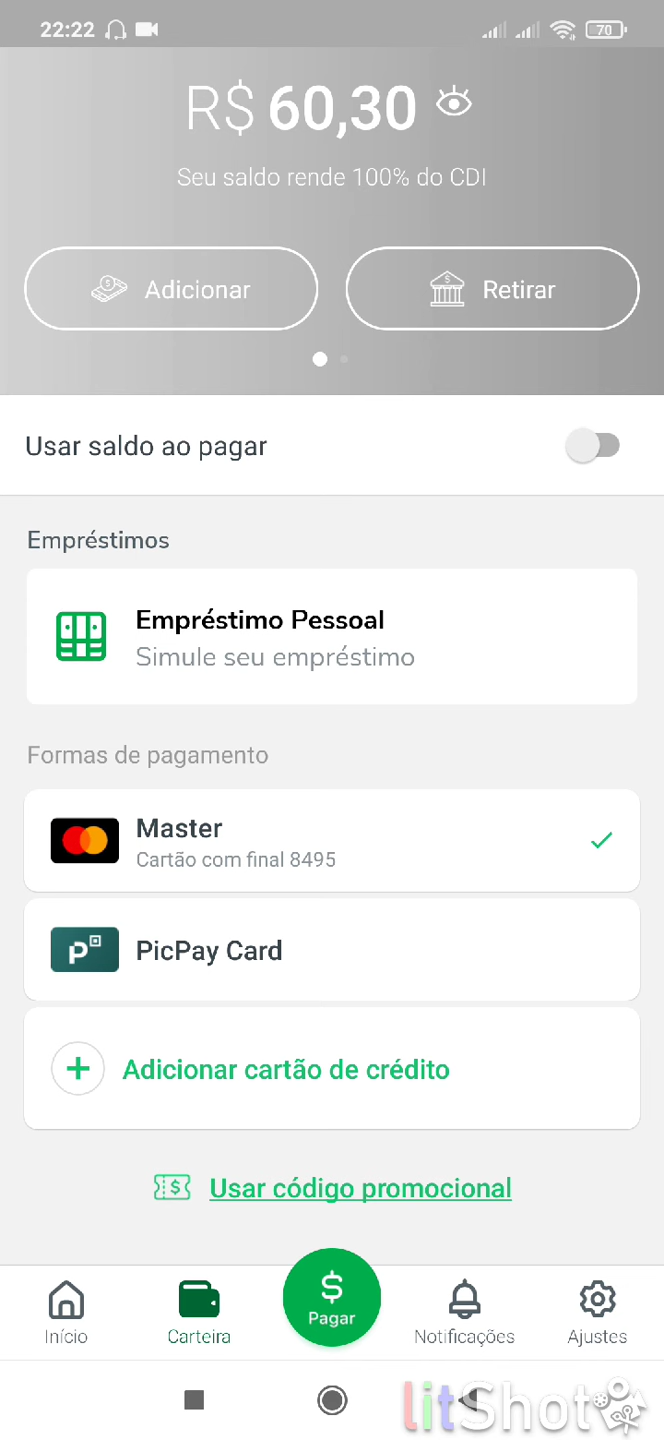 22:22
70
R$ 60,30
Seu saldo rende 100% do CDI
Adicionar
Retirar
Usar saldo ao pagar
Empréstimos
Empréstimo Pessoal
Simule seu empréstimo
Formas de pagamento
Master
Cartão com final 8495
PicPay Card
Adicionar cartão de crédito
Usar código promocional
Pagar
Início
Carteira
Notificações
Ajustes
litShot